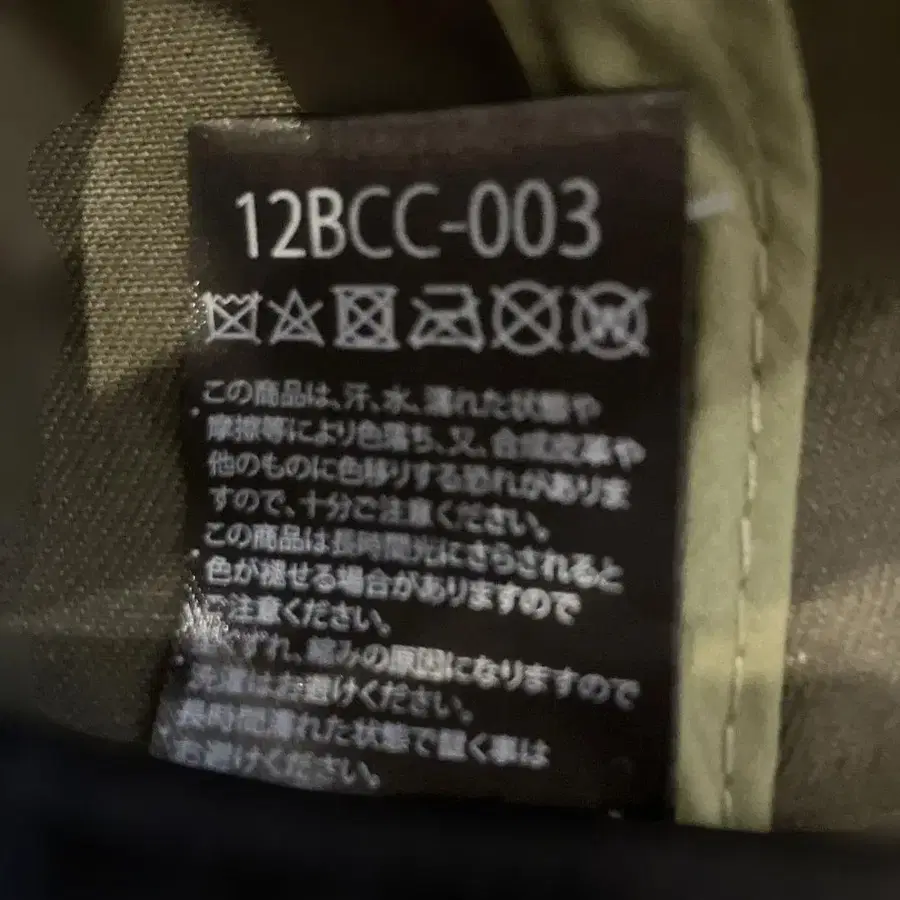 12BCC-003
この商品は、汗、水、濡れた状態や
摩擦等により色落ち、又、合成皮革や
他のものに色移りする恐れがありま
すので、十分ご注意ください。
この商品は長時間光にさらされると
色が褪せる場合がありますので
ご注意ください。
型くずれ、縮みの原因になりますので
洗濯はお避けください。
長時間濡れた状態で置く事は
お避けください。